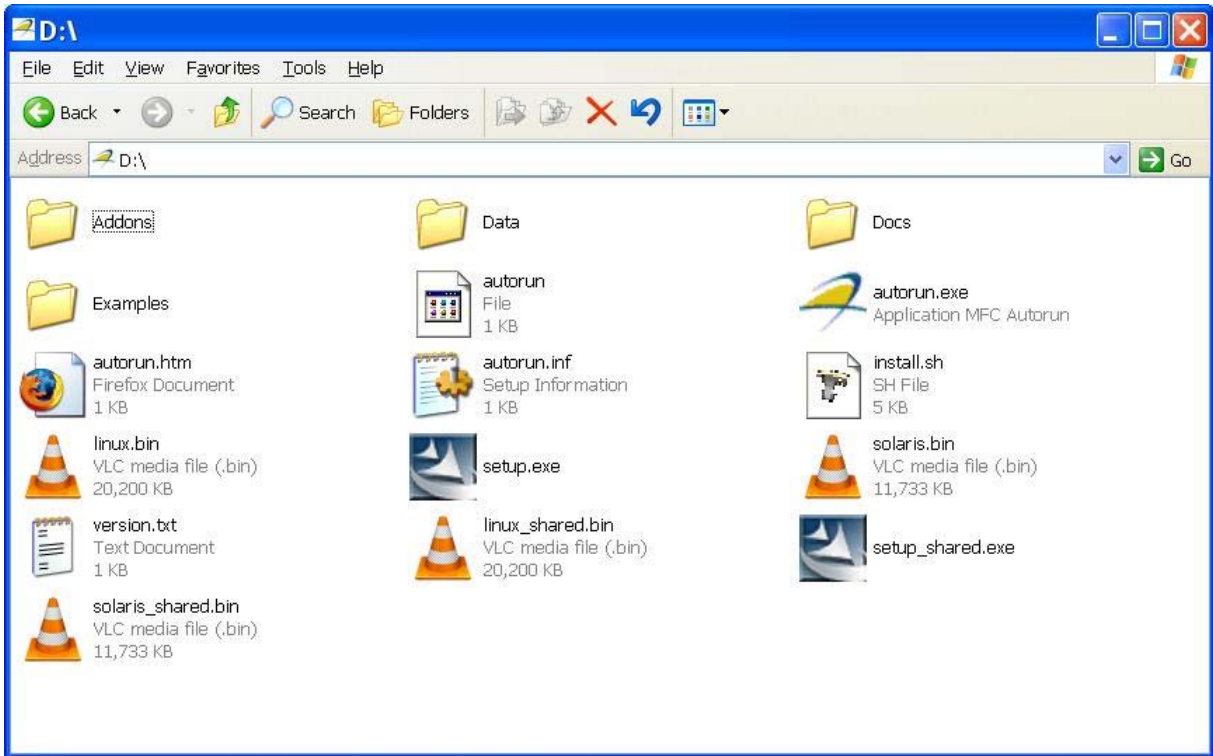 D:\
File Edit View Favorites Tools Help
Back Search Folders
Address D:\ Go
Addons Data Docs
Examples
autorun
File
1 KB
autorun.exe
Application MFC Autorun
autorun.htm
Firefox Document
1 KB
autorun.inf
Setup Information
1 KB
install.sh
SH File
5 KB
linux.bin
VLC media file (.bin)
20,200 KB
setup.exe
solaris.bin
VLC media file (.bin)
11,733 KB
version.txt
Text Document
1 KB
linux_shared.bin
VLC media file (.bin)
20,200 KB
setup_shared.exe
solaris_shared.bin
VLC media file (.bin)
11,733 KB